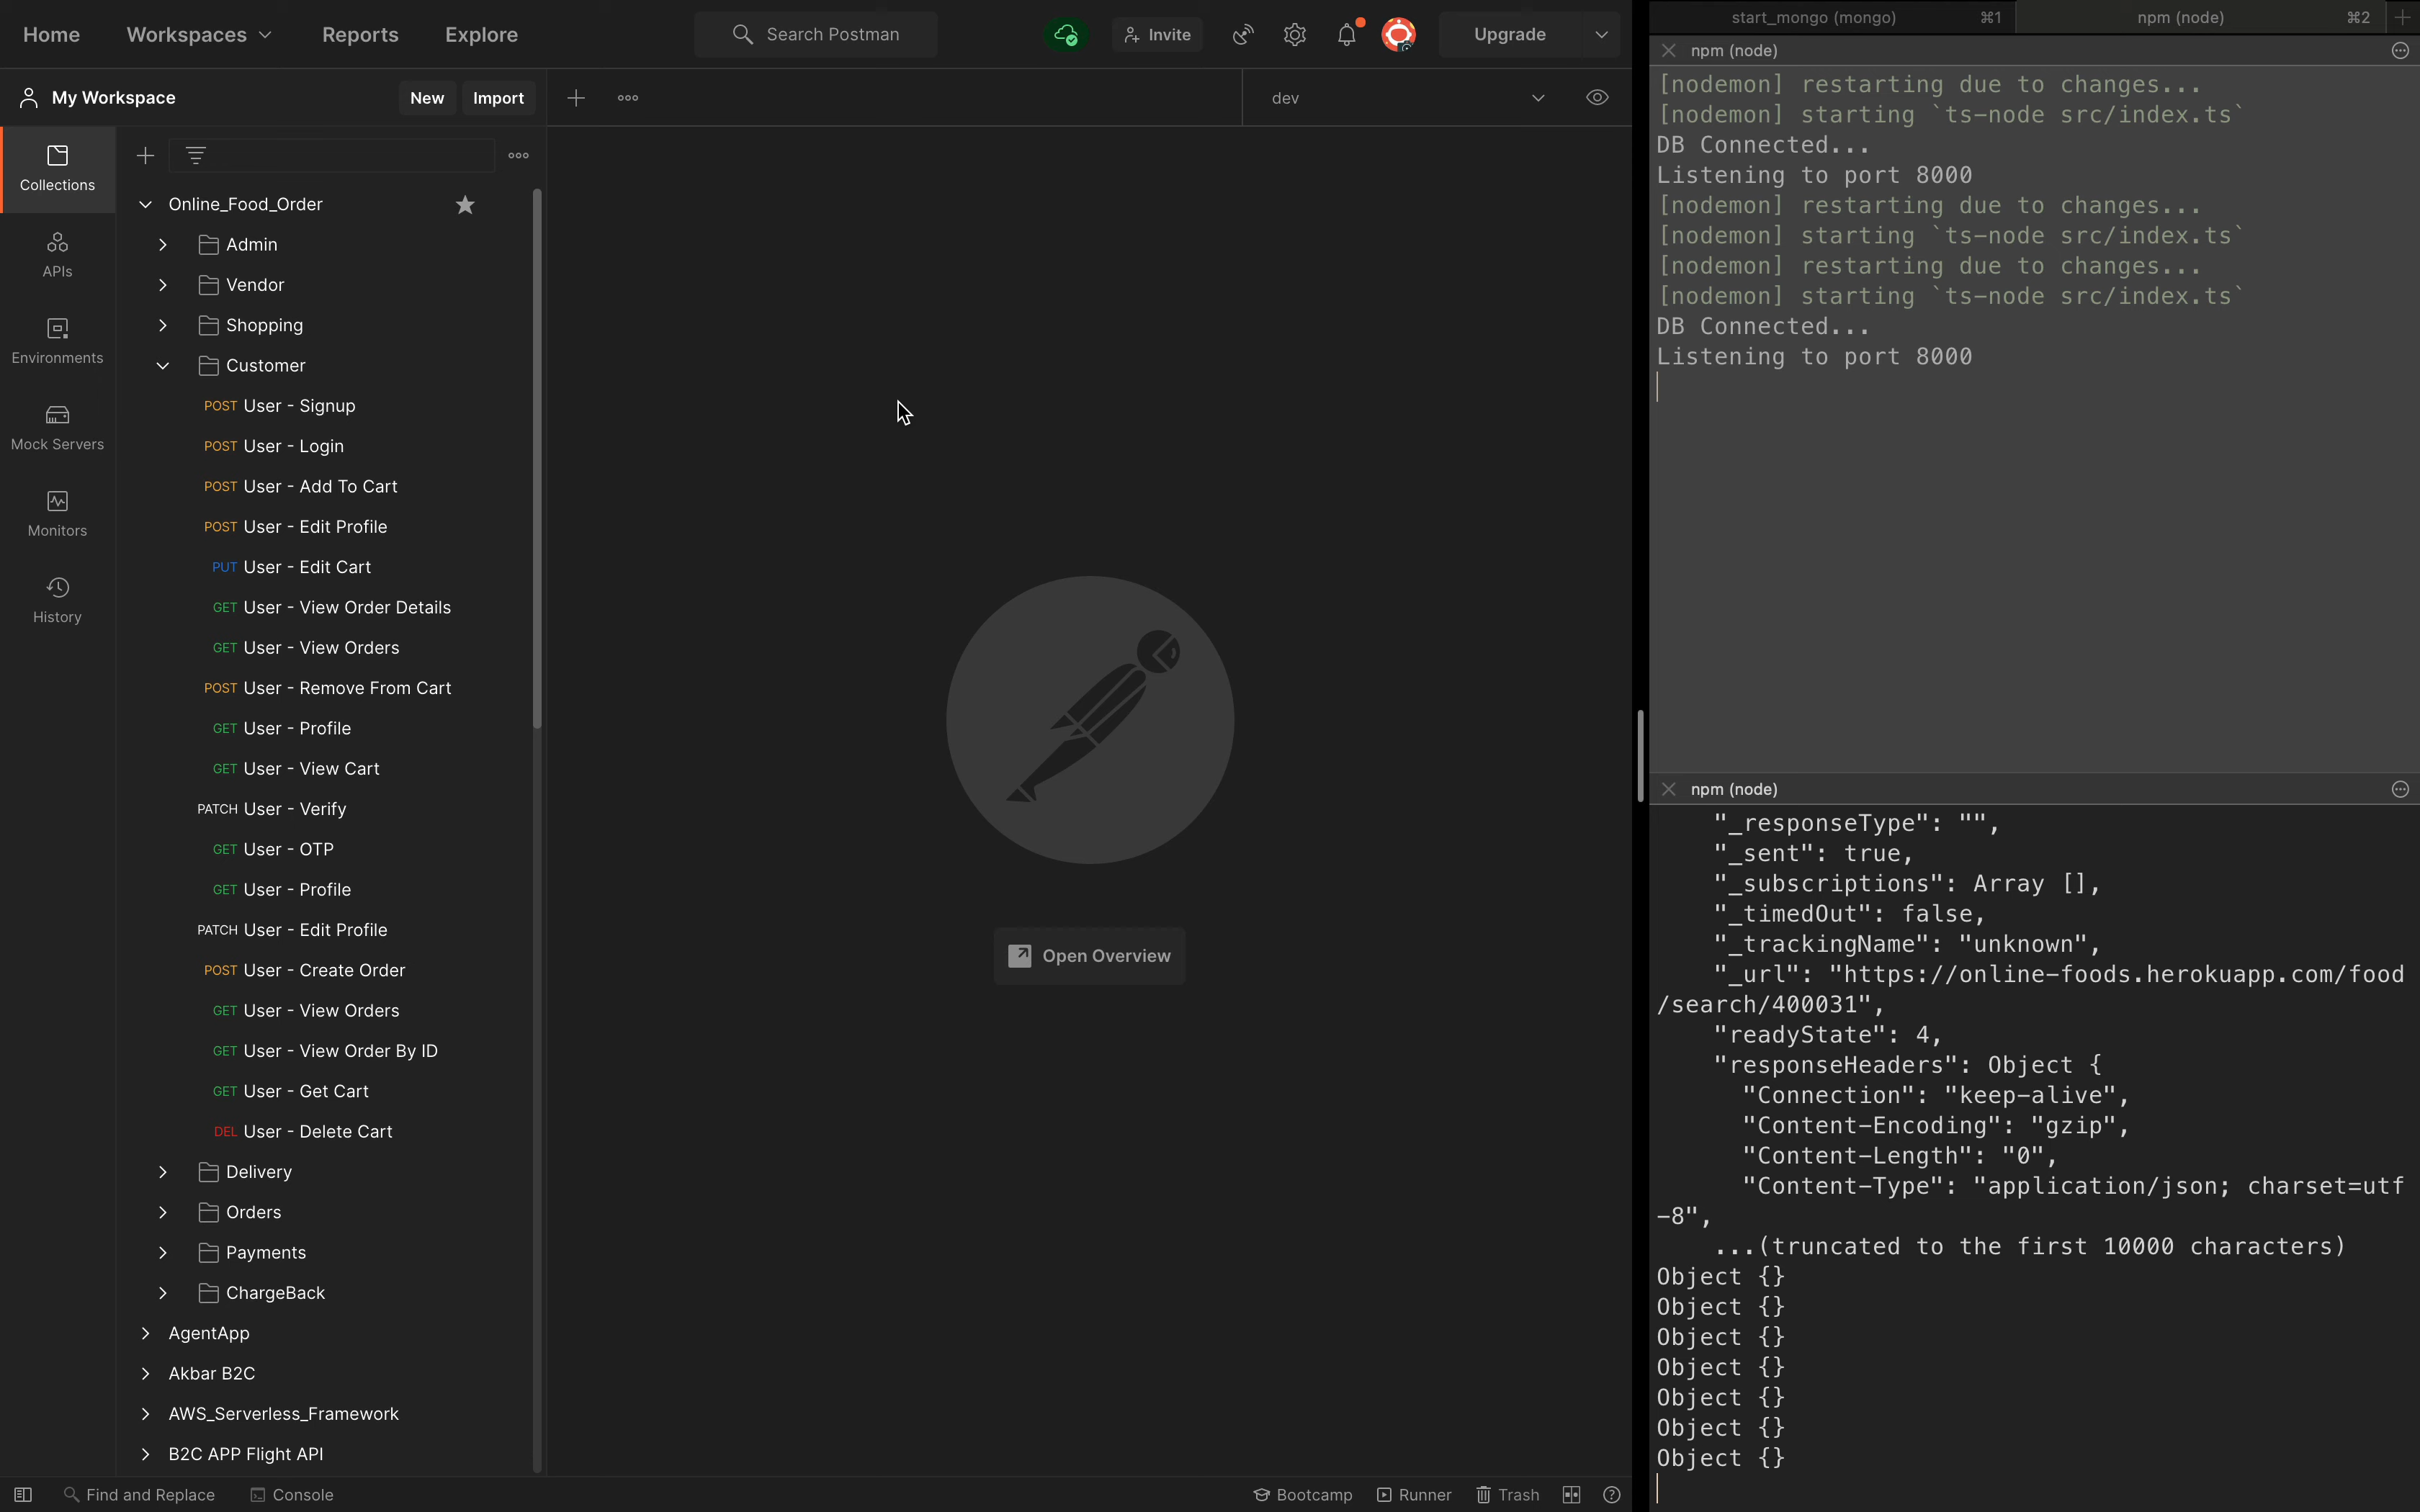 Home
Workspaces
Reports
Explore
Search Postman
Invite
Upgrade
My Workspace
New
Import
dev
Collections
APIs
Environments
Mock Servers
Monitors
History
Online_Food_Order
Admin
Vendor
Shopping
Customer
POST User - Signup
POST User - Login
POST User - Add To Cart
POST User - Edit Profile
PUT User - Edit Cart
GET User - View Order Details
GET User - View Orders
POST User - Remove From Cart
GET User - Profile
GET User - View Cart
PATCH User - Verify
GET User - OTP
GET User - Profile
PATCH User - Edit Profile
POST User - Create Order
GET User - View Orders
GET User - View Order By ID
GET User - Get Cart
DEL User - Delete Cart
Delivery
Orders
Payments
ChargeBack
AgentApp
Akbar B2C
AWS_Serverless_Framework
B2C APP Flight API
Open Overview
Find and Replace
Console
Bootcamp
Runner
Trash
start_mongo (mongo) ⌘1
npm (node) ⌘2
npm (node)
[nodemon] restarting due to changes...
[nodemon] starting `ts-node src/index.ts`
DB Connected...
Listening to port 8000
[nodemon] restarting due to changes...
[nodemon] starting `ts-node src/index.ts`
[nodemon] restarting due to changes...
[nodemon] starting `ts-node src/index.ts`
DB Connected...
Listening to port 8000
npm (node)
"_responseType": "",
"_sent": true,
"_subscriptions": Array [],
"_timedOut": false,
"_trackingName": "unknown",
"_url": "https://online-foods.herokuapp.com/food
/search/400031",
"readyState": 4,
"responseHeaders": Object {
"Connection": "keep-alive",
"Content-Encoding": "gzip",
"Content-Length": "0",
"Content-Type": "application/json; charset=utf
-8",
...(truncated to the first 10000 characters)
Object {}
Object {}
Object {}
Object {}
Object {}
Object {}
Object {}